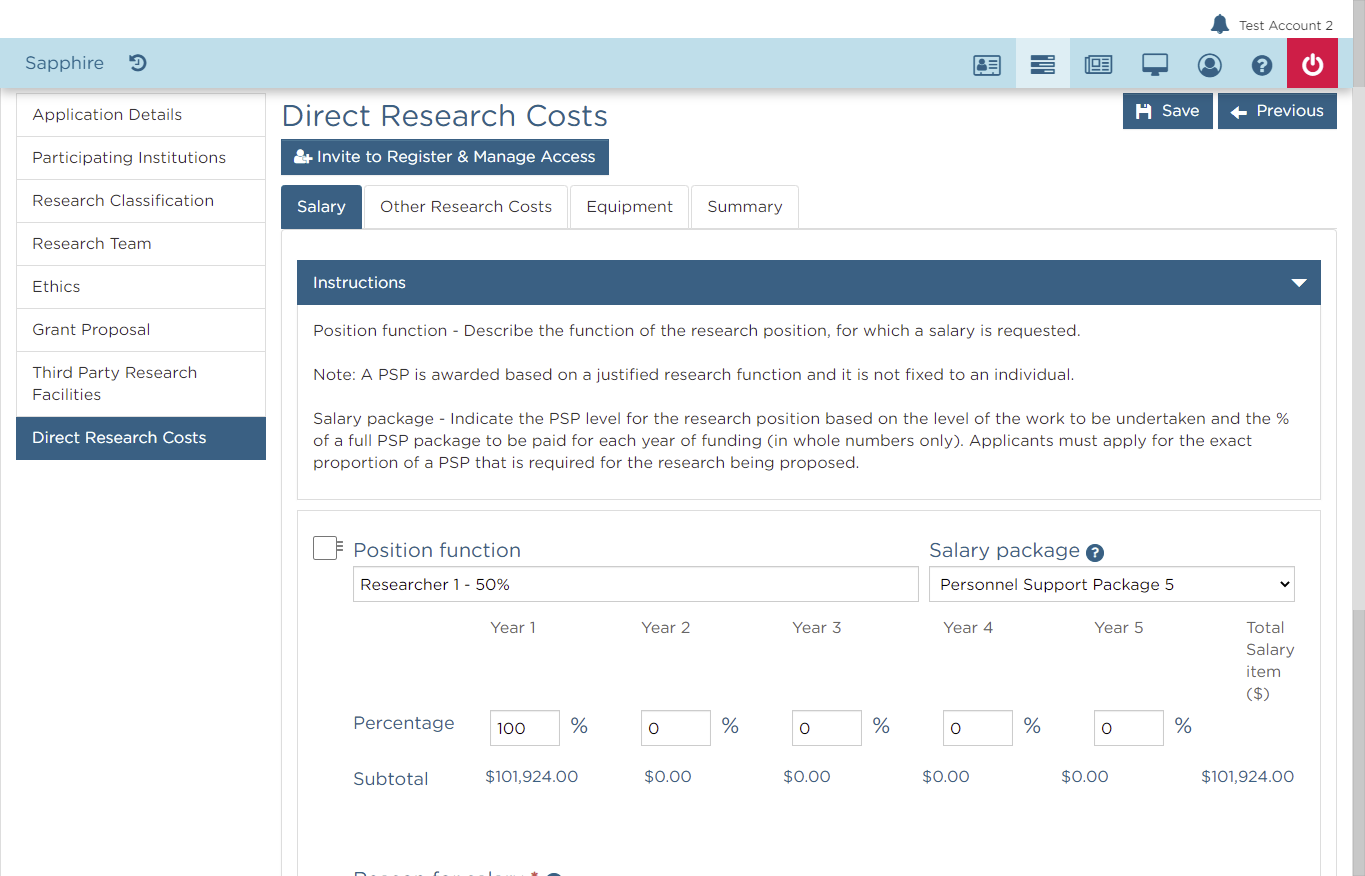 Test Account 2
Sapphire
Application Details
Participating Institutions
Research Classification
Research Team
Ethics
Grant Proposal
Third Party Research
Facilities
Direct Research Costs
Direct Research Costs
Save
Previous
Invite to Register & Manage Access
Salary
Other Research Costs
Equipment
Summary
Instructions
Position function - Describe the function of the research position, for which a salary is requested.
Note: A PSP is awarded based on a justified research function and it is not fixed to an individual.
Salary package - Indicate the PSP level for the research position based on the level of the work to be undertaken and the %
of a full PSP package to be paid for each year of funding (in whole numbers only). Applicants must apply for the exact
proportion of a PSP that is required for the research being proposed.
Position function
Salary package ?
Researcher 1 - 50%
Personnel Support Package 5
Year 1 Year 2 Year 3 Year 4 Year 5 Total
Salary
item
($)
Percentage 100 % 0 % 0 % 0 % 0 %
Subtotal $101,924.00 $0.00 $0.00 $0.00 $0.00 $101,924.00
Reason for salary *